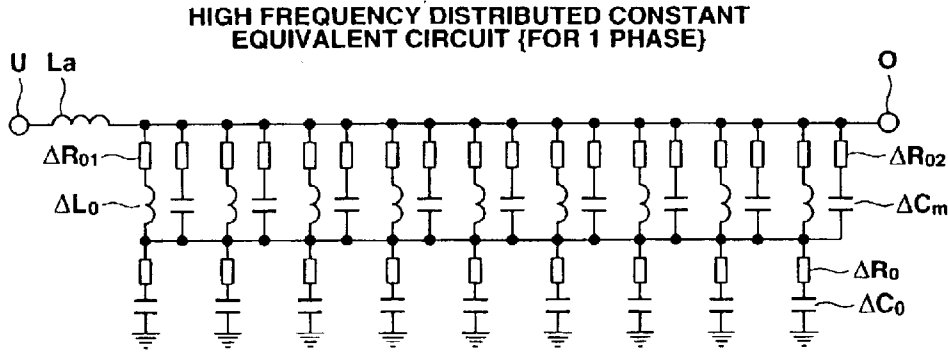 HIGH FREQUENCY DISTRIBUTED CONSTANT
EQUIVALENT CIRCUIT {FOR 1 PHASE}
U La O
ΔR01 ΔR02
ΔL0 ΔCm
ΔR0
ΔC0